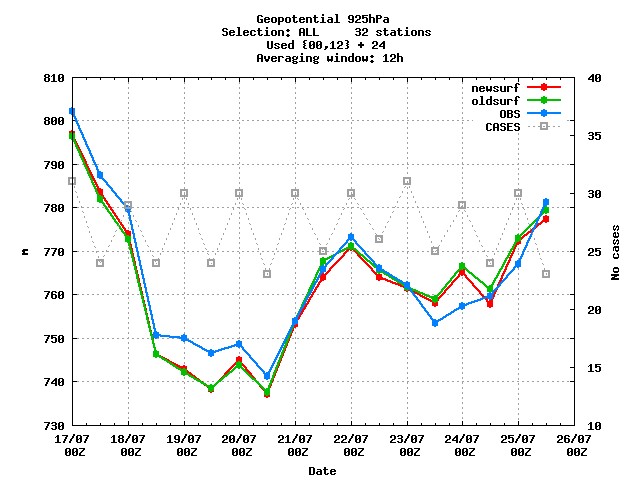 Geopotential 925hPa
Selection: ALL     32 stations
Used {00,12} + 24
Averaging window: 12h
newsurf
oldsurf
OBS
CASES
810
800
790
780
770
760
750
740
730
m
40
35
30
25
20
15
10
No cases
17/07 18/07 19/07 20/07 21/07 22/07 23/07 24/07 25/07 26/07
00Z 00Z 00Z 00Z 00Z 00Z 00Z 00Z 00Z 00Z
Date